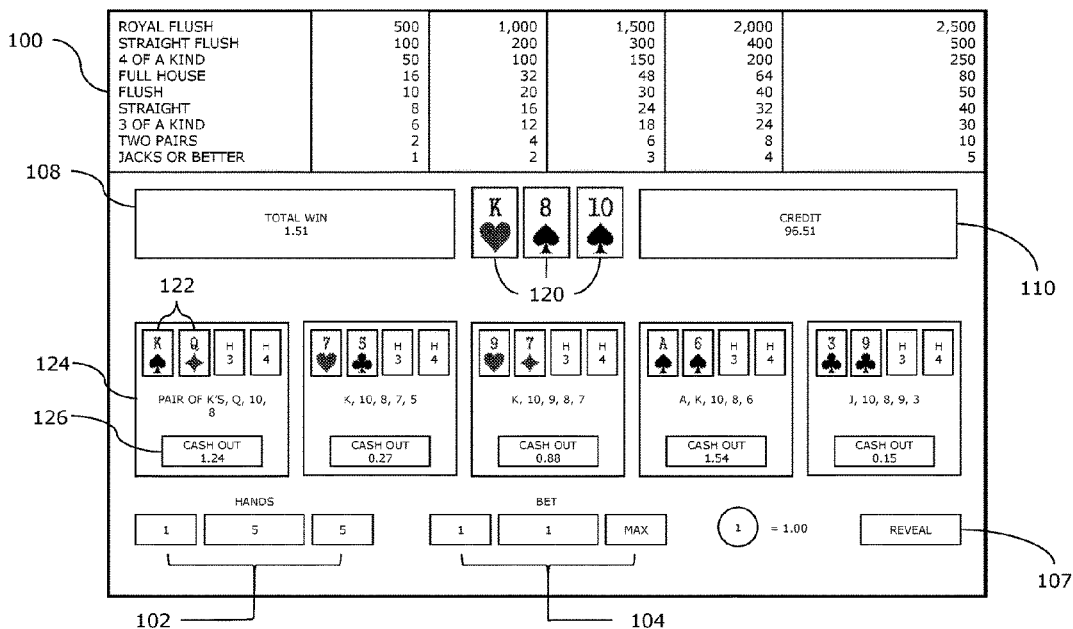 100
ROYAL FLUSH 500 1,000 1,500 2,000 2,500
STRAIGHT FLUSH 100 200 300 400 500
4 OF A KIND 50 100 150 200 250
FULL HOUSE 16 32 48 64 80
FLUSH 10 20 30 40 50
STRAIGHT 8 16 24 32 40
3 OF A KIND 6 12 18 24 30
TWO PAIRS 2 4 6 8 10
JACKS OR BETTER 1 2 3 4 5
108
TOTAL WIN
1.51
K 8 10
CREDIT
96.51
120
110
122
K Q H 3 H 4
7 5 H 3 H 4
9 7 H 3 H 4
A 6 H 3 H 4
3 9 H 3 H 4
124
PAIR OF K'S, Q, 10,
8
K, 10, 8, 7, 5
K, 10, 9, 8, 7
A, K, 10, 8, 6
J, 10, 8, 9, 3
126
CASH OUT
1.24
CASH OUT
0.27
CASH OUT
0.88
CASH OUT
1.54
CASH OUT
0.15
HANDS
1 5 5
BET
1 1 MAX
1 = 1.00
REVEAL
107
102
104